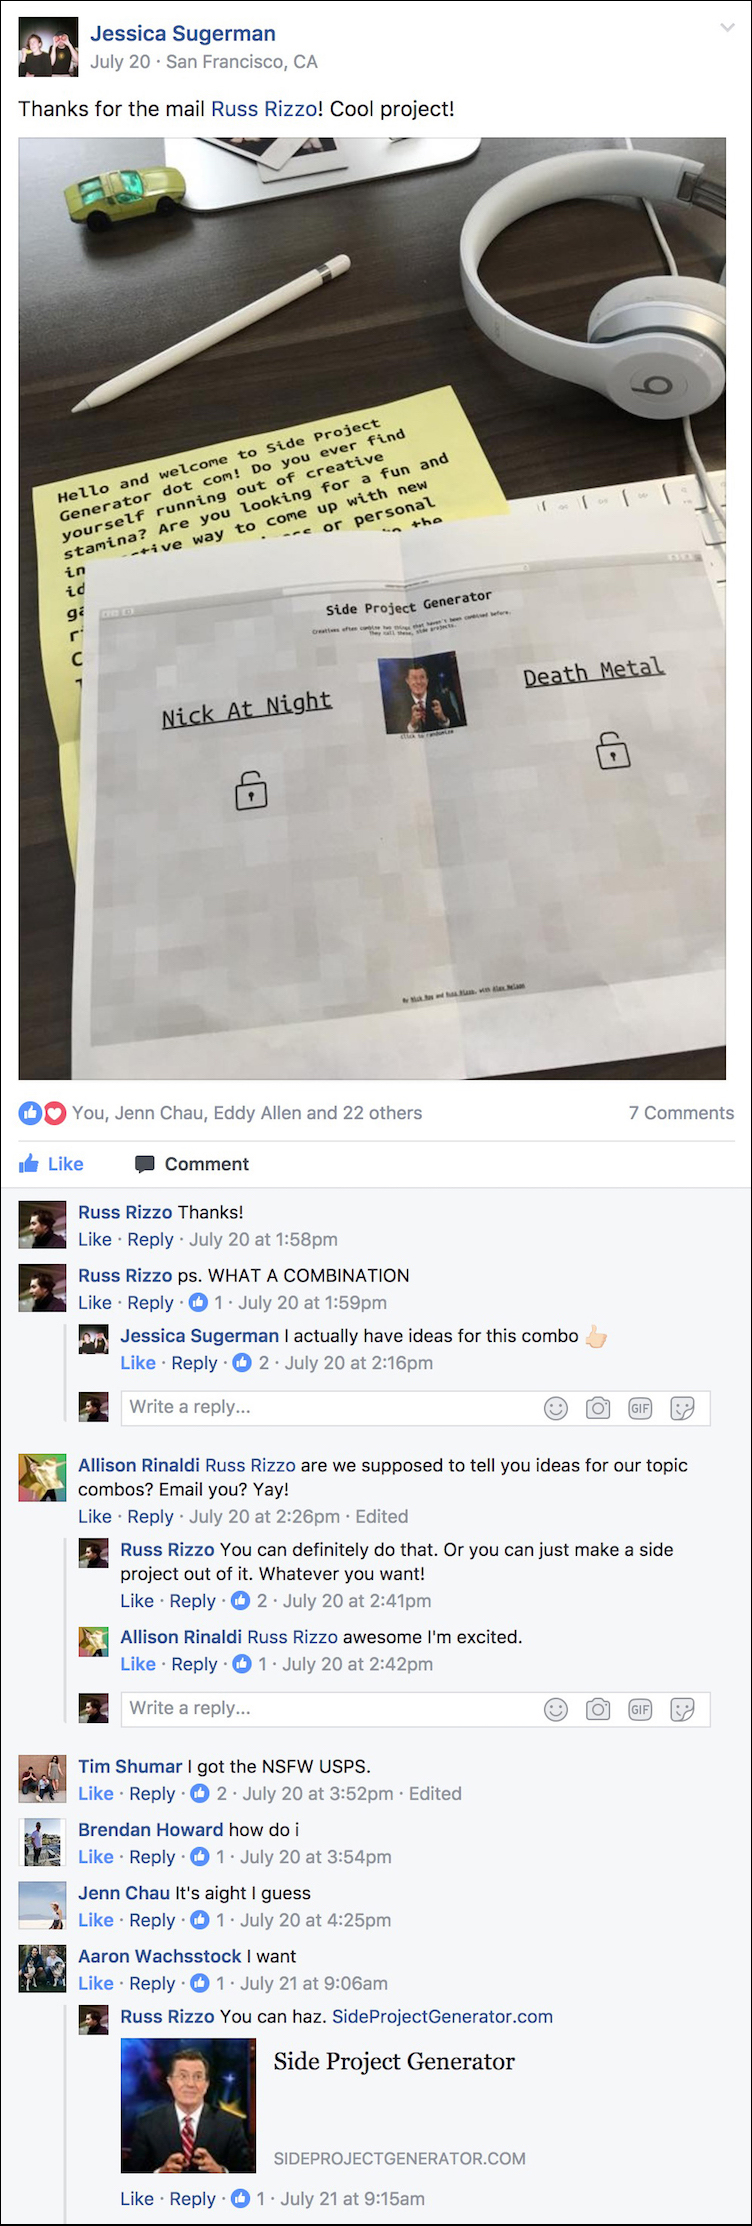 Jessica Sugerman
July 20 · San Francisco, CA
Thanks for the mail Russ Rizzo! Cool project!
Hello and welcome to Side Project
Generator dot com! Do you ever find
yourself running out of creative
stamina? Are you looking for a fun and
in tive way to come up with new
id or personal
ga the
Side Project Generator
Creatives often combine two things that haven't been combined before.
They call these, side projects.
Nick At Night
Death Metal
Click to randomize
By Nick Roe and Russ Rizzo, with Alex Nelson
You, Jenn Chau, Eddy Allen and 22 others
7 Comments
Like Comment
Russ Rizzo Thanks!
Like · Reply · July 20 at 1:58pm
Russ Rizzo ps. WHAT A COMBINATION
Like · Reply · 1 · July 20 at 1:59pm
Jessica Sugerman I actually have ideas for this combo 👍🏻
Like · Reply · 2 · July 20 at 2:16pm
Write a reply...
GIF
Allison Rinaldi Russ Rizzo are we supposed to tell you ideas for our topic
combos? Email you? Yay!
Like · Reply · July 20 at 2:26pm · Edited
Russ Rizzo You can definitely do that. Or you can just make a side
project out of it. Whatever you want!
Like · Reply · 2 · July 20 at 2:41pm
Allison Rinaldi Russ Rizzo awesome I'm excited.
Like · Reply · 1 · July 20 at 2:42pm
Write a reply...
GIF
Tim Shumar I got the NSFW USPS.
Like · Reply · 2 · July 20 at 3:52pm · Edited
Brendan Howard how do i
Like · Reply · 1 · July 20 at 3:54pm
Jenn Chau It's aight I guess
Like · Reply · 1 · July 20 at 4:25pm
Aaron Wachsstock I want
Like · Reply · 1 · July 21 at 9:06am
Russ Rizzo You can haz. SideProjectGenerator.com
Side Project Generator
SIDEPROJECTGENERATOR.COM
Like · Reply · 1 · July 21 at 9:15am